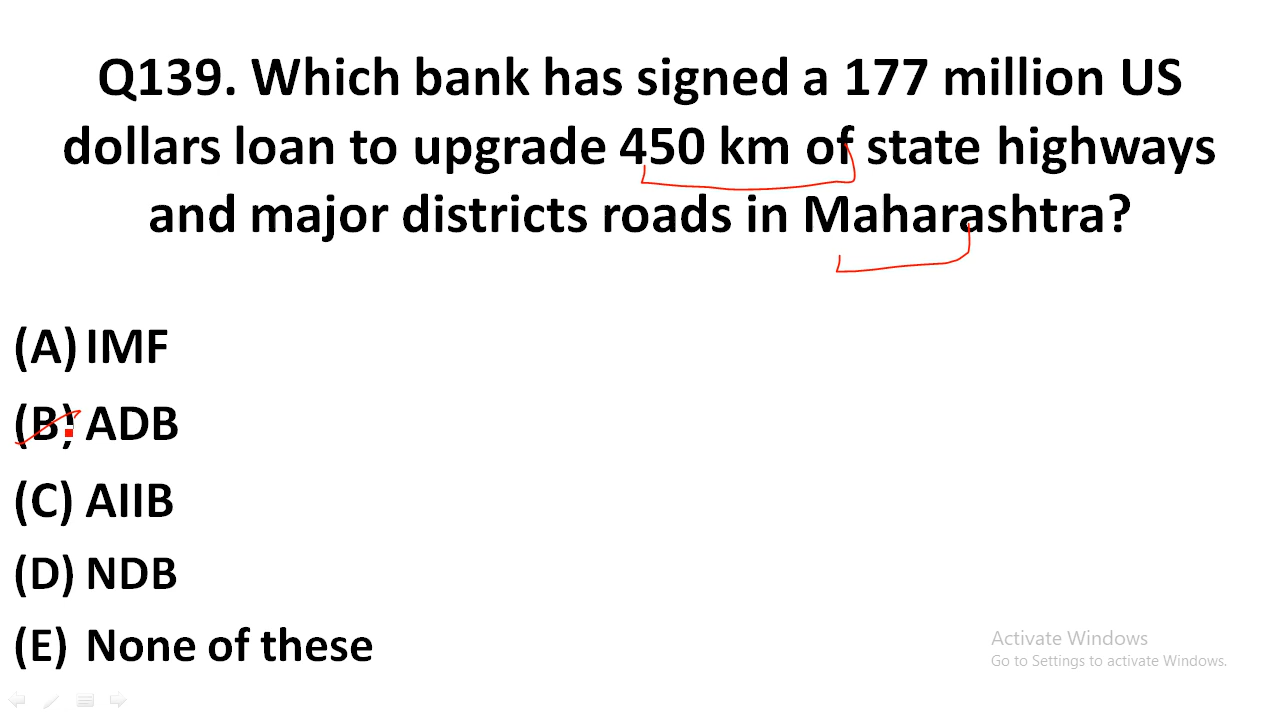 Q139. Which bank has signed a 177 million US
dollars loan to upgrade 450 km of state highways
and major districts roads in Maharashtra?
(A) IMF
(B) ADB
(C) AIIB
(D) NDB
(E) None of these
Activate Windows
Go to Settings to activate Windows.